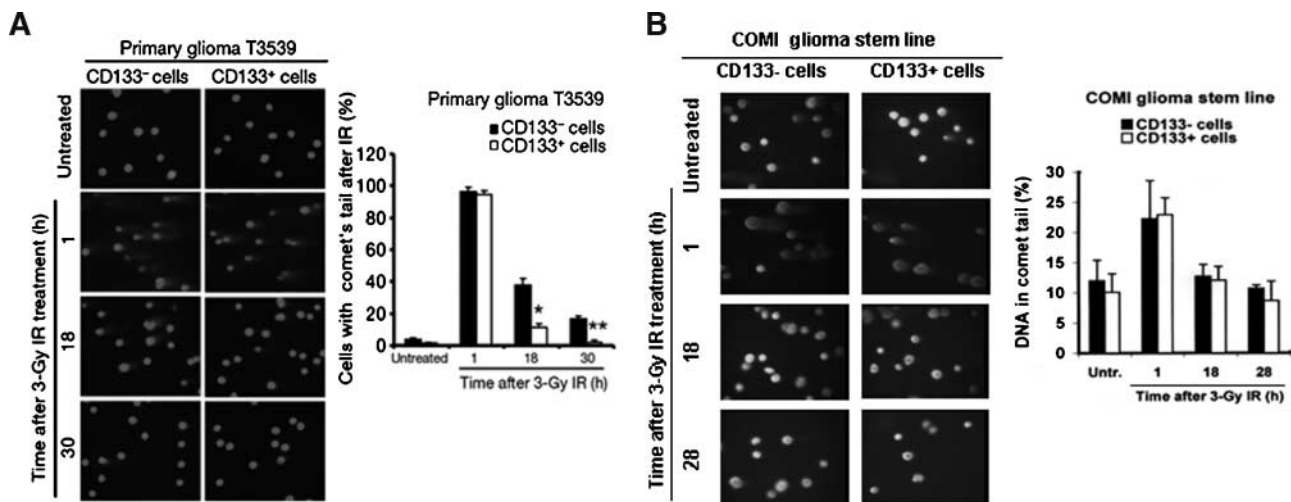 A
Primary glioma T3539
CD133⁻ cells CD133⁺ cells
Untreated
Time after 3-Gy IR treatment (h)
1
18
30
Primary glioma T3539
CD133⁻ cells
CD133⁺ cells
Cells with comet's tail after IR (%)
120
100
80
60
40
20
0
*
**
Untreated 1 18 30
Time after 3-Gy IR (h)
B
COMI glioma stem line
CD133- cells CD133+ cells
Untreated
Time after 3-Gy IR treatment (h)
1
18
28
COMI glioma stem line
CD133- cells
CD133+ cells
DNA in comet tail (%)
30
25
20
15
10
5
0
Untr. 1 18 28
Time after 3-Gy IR (h)